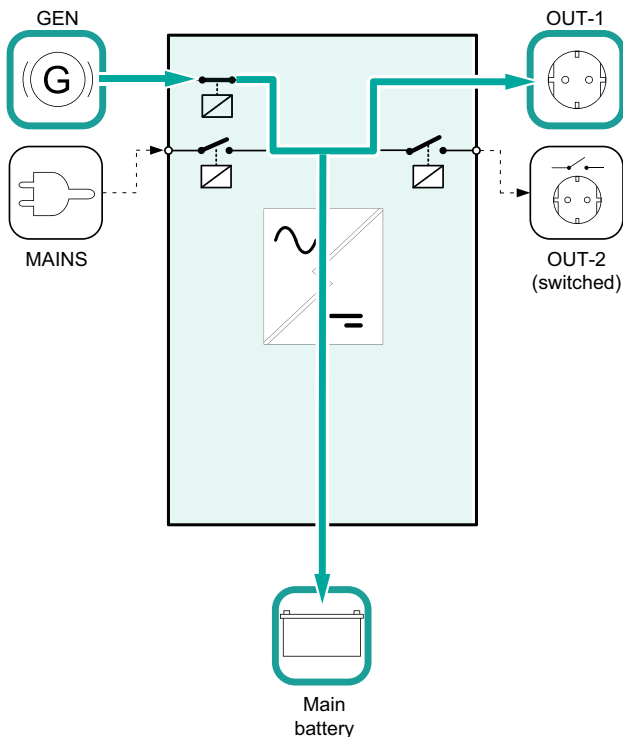 GEN
OUT-1
G
MAINS
OUT-2
(switched)
Main
battery